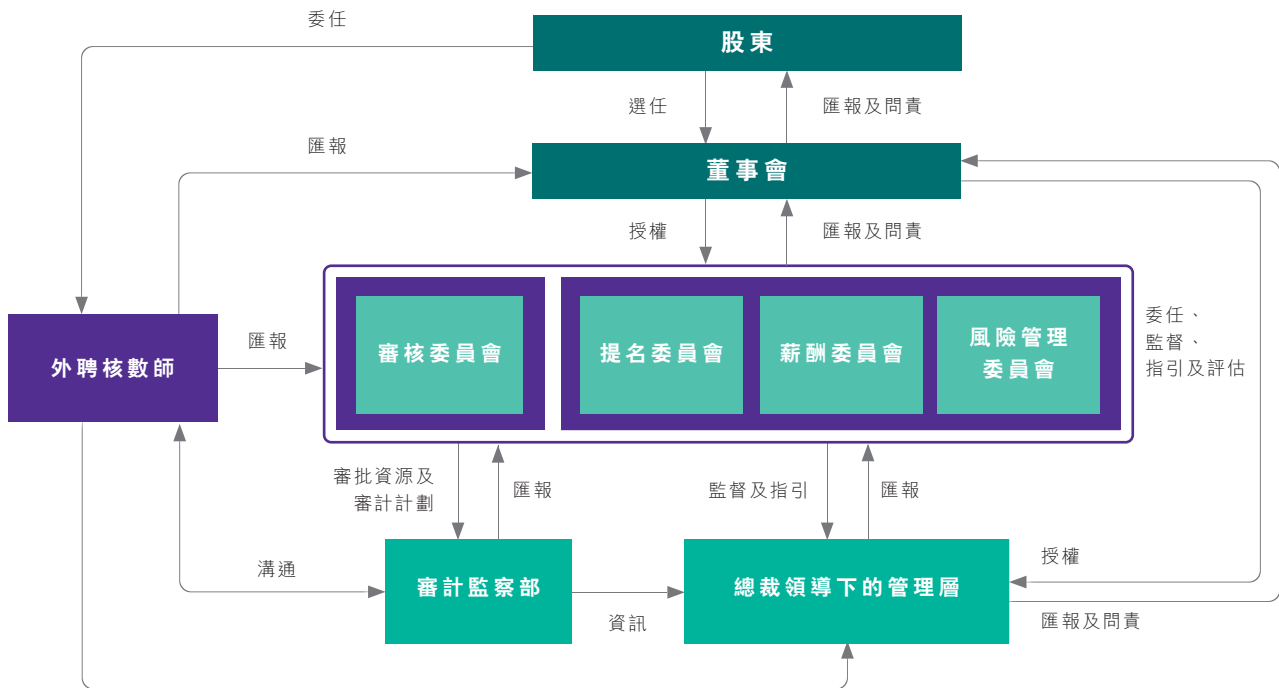 委任
股東
選任
匯報及問責
匯報
董事會
授權
匯報及問責
外聘核數師
匯報
審核委員會
提名委員會
薪酬委員會
風險管理
委員會
委任、
監督、
指引及評估
審批資源及
審計計劃
匯報
監督及指引
匯報
溝通
審計監察部
資訊
總裁領導下的管理層
授權
匯報及問責